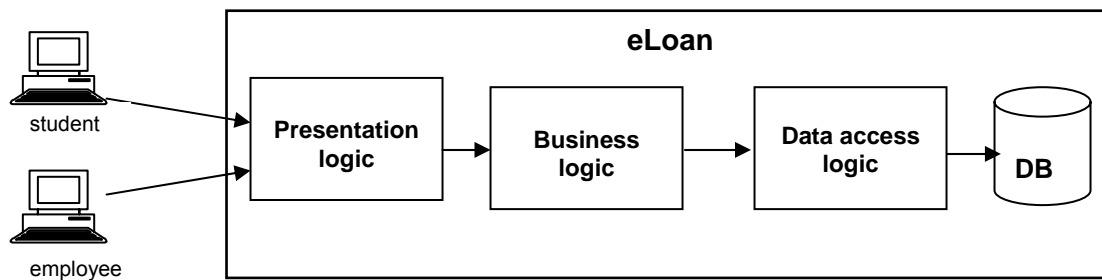 eLoan
student
Presentation
logic
Business
logic
Data access
logic
DB
employee